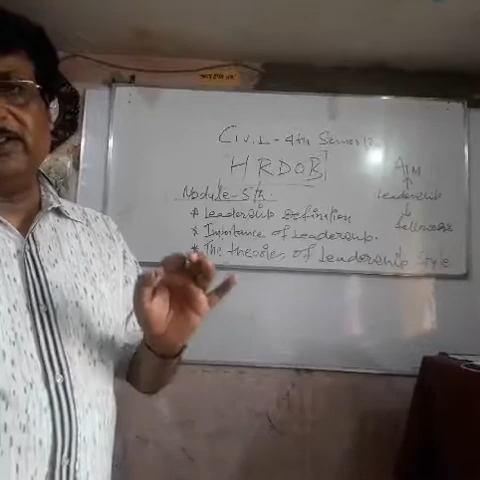 Civil - 4th Semester
HRDOB
Module - 5th.
* Leadership Definition
* Importance of Leadership.
* The theories of Leadership Style
AIM
Leadership
followers